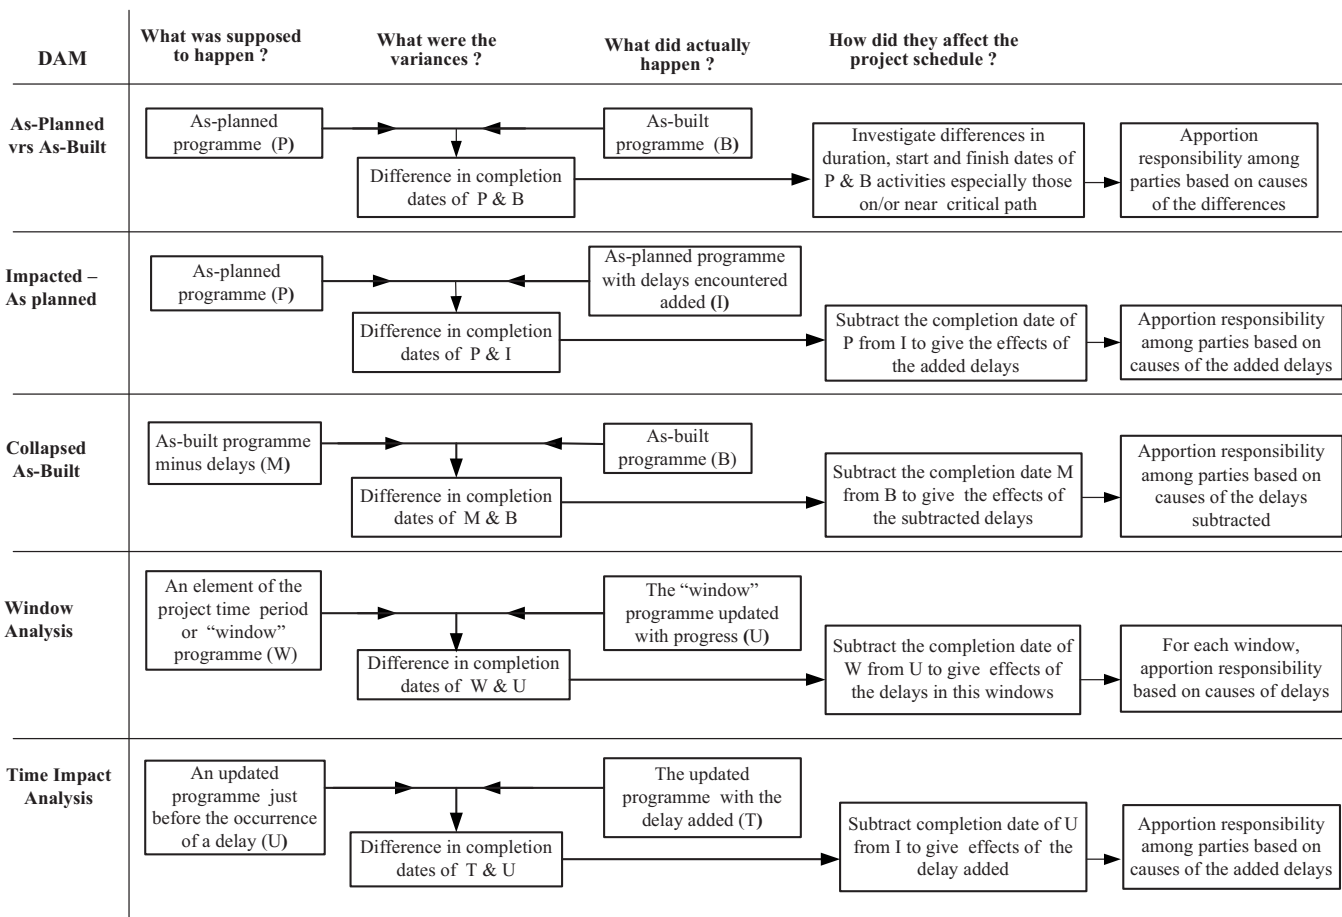 DAM
What was supposed
to happen ?
What were the
variances ?
What did actually
happen ?
How did they affect the
project schedule ?
As-Planned
vrs As-Built
As-planned
programme (P)
As-built
programme (B)
Difference in completion
dates of P & B
Investigate differences in
duration, start and finish dates of
P & B activities especially those
on/or near critical path
Apportion
responsibility among
parties based on causes
of the differences
Impacted –
As planned
As-planned
programme (P)
As-planned programme
with delays encountered
added (I)
Difference in completion
dates of P & I
Subtract the completion date of
P from I to give the effects of
the added delays
Apportion responsibility
among parties based on
causes of the added delays
Collapsed
As-Built
As-built programme
minus delays (M)
As-built
programme (B)
Difference in completion
dates of M & B
Subtract the completion date M
from B to give the effects of
the subtracted delays
Apportion responsibility
among parties based on
causes of the delays
subtracted
Window
Analysis
An element of the
project time period
or “window”
programme (W)
The “window”
programme updated
with progress (U)
Difference in completion
dates of W & U
Subtract the completion date of
W from U to give effects of
the delays in this windows
For each window,
apportion responsibility
based on causes of delays
Time Impact
Analysis
An updated
programme just
before the occurrence
of a delay (U)
The updated
programme with the
delay added (T)
Difference in completion
dates of T & U
Subtract completion date of U
from I to give effects of the
delay added
Apportion responsibility
among parties based on
causes of the added delays